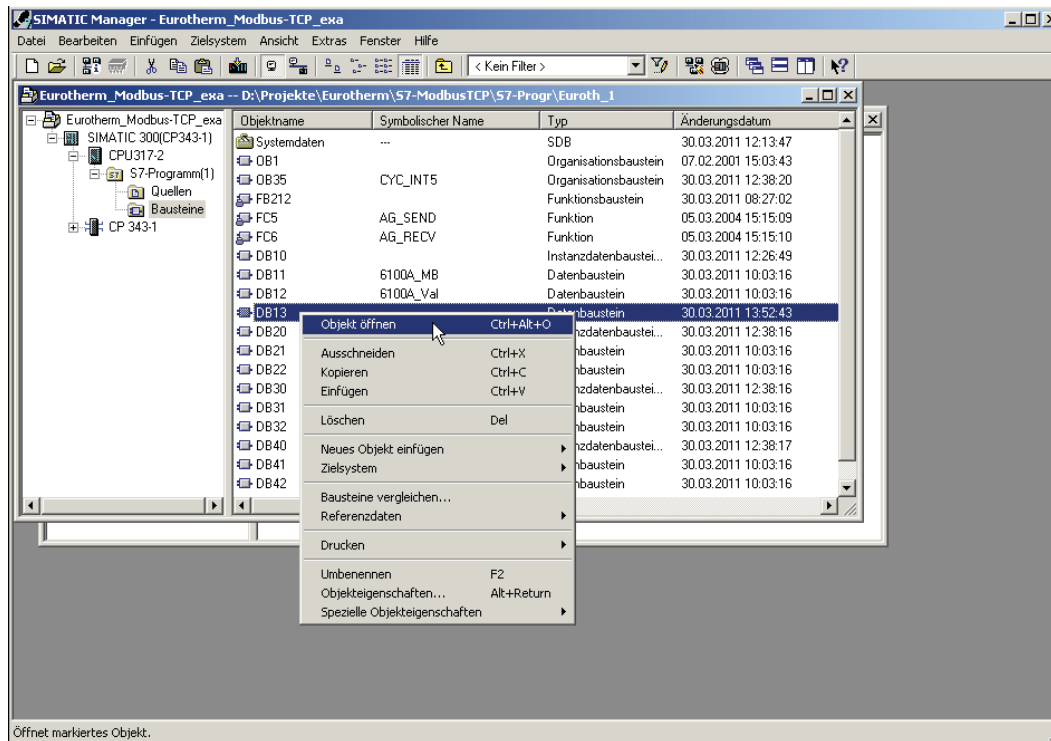 SIMATIC Manager - Eurotherm_Modbus-TCP_exa
Datei Bearbeiten Einfügen Zielsystem Ansicht Extras Fenster Hilfe
< Kein Filter >
Eurotherm_Modbus-TCP_exa -- D:\Projekte\Eurotherm\S7-ModbusTCP\S7-Progr\Euroth_1
Eurotherm_Modbus-TCP_exa
SIMATIC 300(CP343-1)
CPU317-2
S7-Programm(1)
Quellen
Bausteine
CP 343-1
Objektname Symbolischer Name Typ Änderungsdatum
Systemdaten --- SDB 30.03.2011 12:13:47
OB1 Organisationsbaustein 07.02.2001 15:03:43
OB35 CYC_INT5 Organisationsbaustein 30.03.2011 12:38:20
FB212 Funktionsbaustein 30.03.2011 08:27:02
FC5 AG_SEND Funktion 05.03.2004 15:15:09
FC6 AG_RECV Funktion 05.03.2004 15:15:10
DB10 Instanzdatenbaustei... 30.03.2011 12:26:49
DB11 6100A_MB Datenbaustein 30.03.2011 10:03:16
DB12 6100A_Val Datenbaustein 30.03.2011 10:03:16
DB13 Datenbaustein 30.03.2011 13:52:43
DB20 nzdatenbaustei... 30.03.2011 12:38:16
DB21 nbaustein 30.03.2011 10:03:16
DB22 nbaustein 30.03.2011 10:03:16
DB30 nzdatenbaustei... 30.03.2011 12:38:16
DB31 nbaustein 30.03.2011 10:03:16
DB32 nbaustein 30.03.2011 10:03:16
DB40 nzdatenbaustei... 30.03.2011 12:38:17
DB41 nbaustein 30.03.2011 10:03:16
DB42 nbaustein 30.03.2011 10:03:16
Objekt öffnen Ctrl+Alt+O
Ausschneiden Ctrl+X
Kopieren Ctrl+C
Einfügen Ctrl+V
Löschen Del
Neues Objekt einfügen
Zielsystem
Bausteine vergleichen...
Referenzdaten
Drucken
Umbenennen F2
Objekteigenschaften... Alt+Return
Spezielle Objekteigenschaften
Öffnet markiertes Objekt.